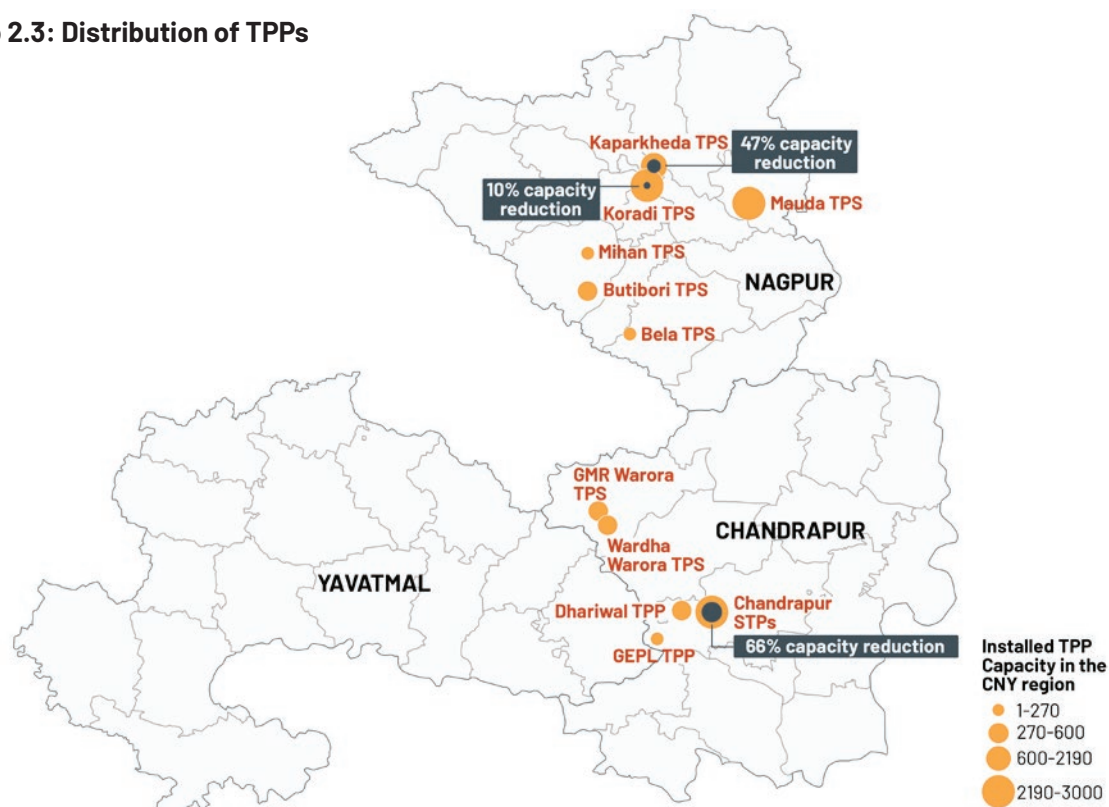 2.3: Distribution of TPPs
Kaparkheda TPS
47% capacity
reduction
10% capacity
reduction
Koradi TPS
Mauda TPS
Mihan TPS
NAGPUR
Butibori TPS
Bela TPS
GMR Warora
TPS
CHANDRAPUR
Wardha
Warora TPS
YAVATMAL
Dhariwal TPP
Chandrapur
STPs
GEPL TPP
66% capacity reduction
Installed TPP
Capacity in the
CNY region
1-270
270-600
600-2190
2190-3000